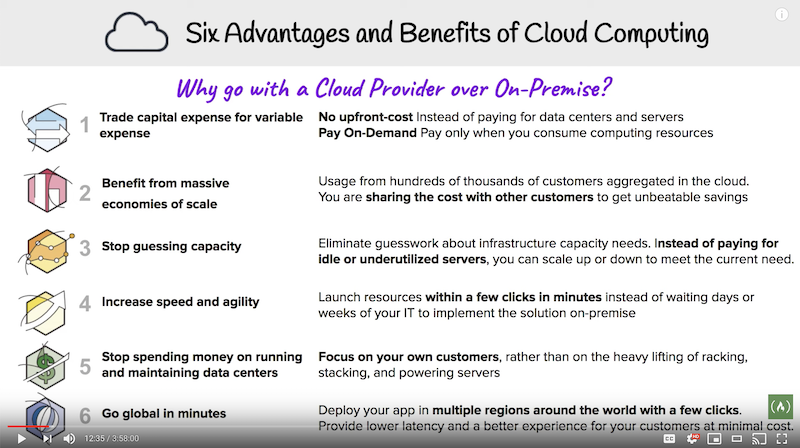 Six Advantages and Benefits of Cloud Computing
Why go with a Cloud Provider over On-Premise?
1
Trade capital expense for variable
expense
No upfront-cost Instead of paying for data centers and servers
Pay On-Demand Pay only when you consume computing resources
2
Benefit from massive
economies of scale
Usage from hundreds of thousands of customers aggregated in the cloud.
You are sharing the cost with other customers to get unbeatable savings
3
Stop guessing capacity
Eliminate guesswork about infrastructure capacity needs. Instead of paying for
idle or underutilized servers, you can scale up or down to meet the current need.
4
Increase speed and agility
Launch resources within a few clicks in minutes instead of waiting days or
weeks of your IT to implement the solution on-premise
5
Stop spending money on running
and maintaining data centers
Focus on your own customers, rather than on the heavy lifting of racking,
stacking, and powering servers
6
Go global in minutes
Deploy your app in multiple regions around the world with a few clicks.
Provide lower latency and a better experience for your customers at minimal cost.
12:35 / 3:58:00
CC
HD